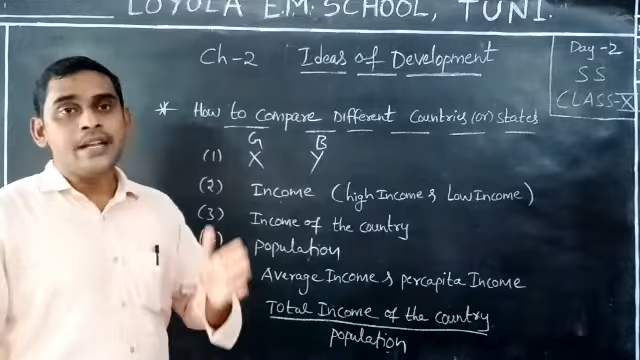 LOYOLA E.M. SCHOOL, TUNI.
Ch-2 Ideas of Development
Day-2
SS
CLASS-X
* How to Compare Different Countries (or) states
G B
(1) X Y
(2) Income (high Income & Low Income)
(3) Income of the country
population
Average Income & percapita Income
Total Income of the country
population